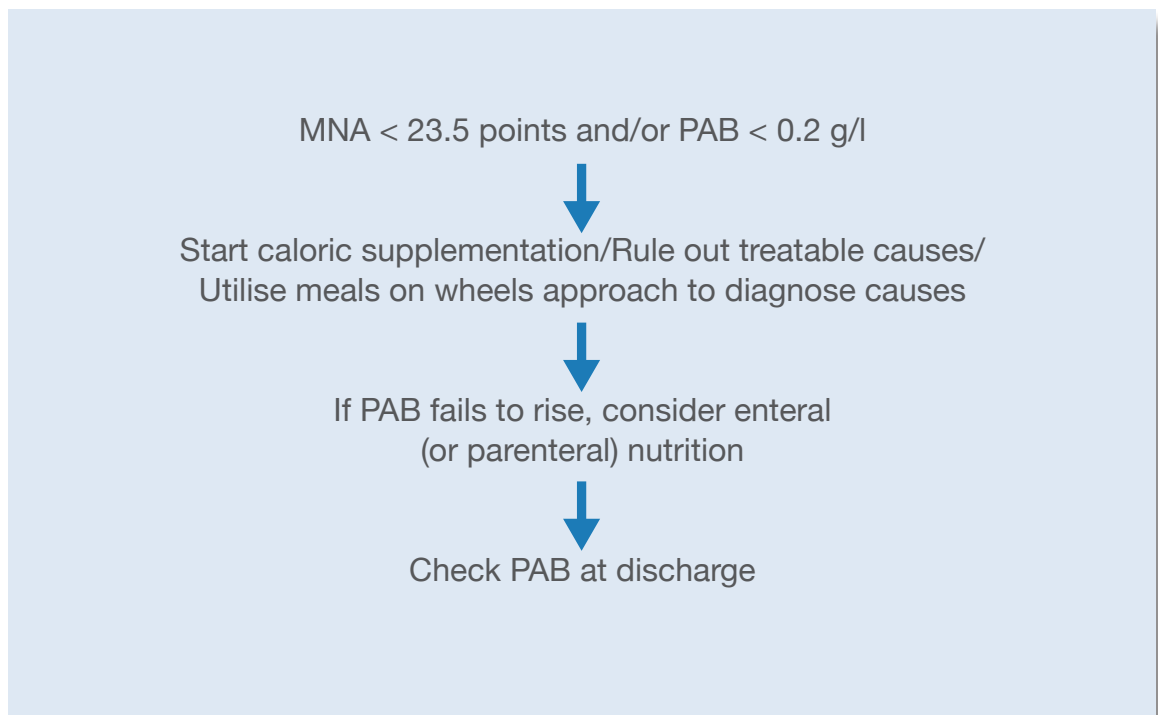 MNA < 23.5 points and/or PAB < 0.2 g/l
Start caloric supplementation/Rule out treatable causes/
Utilise meals on wheels approach to diagnose causes
If PAB fails to rise, consider enteral
(or parenteral) nutrition
Check PAB at discharge